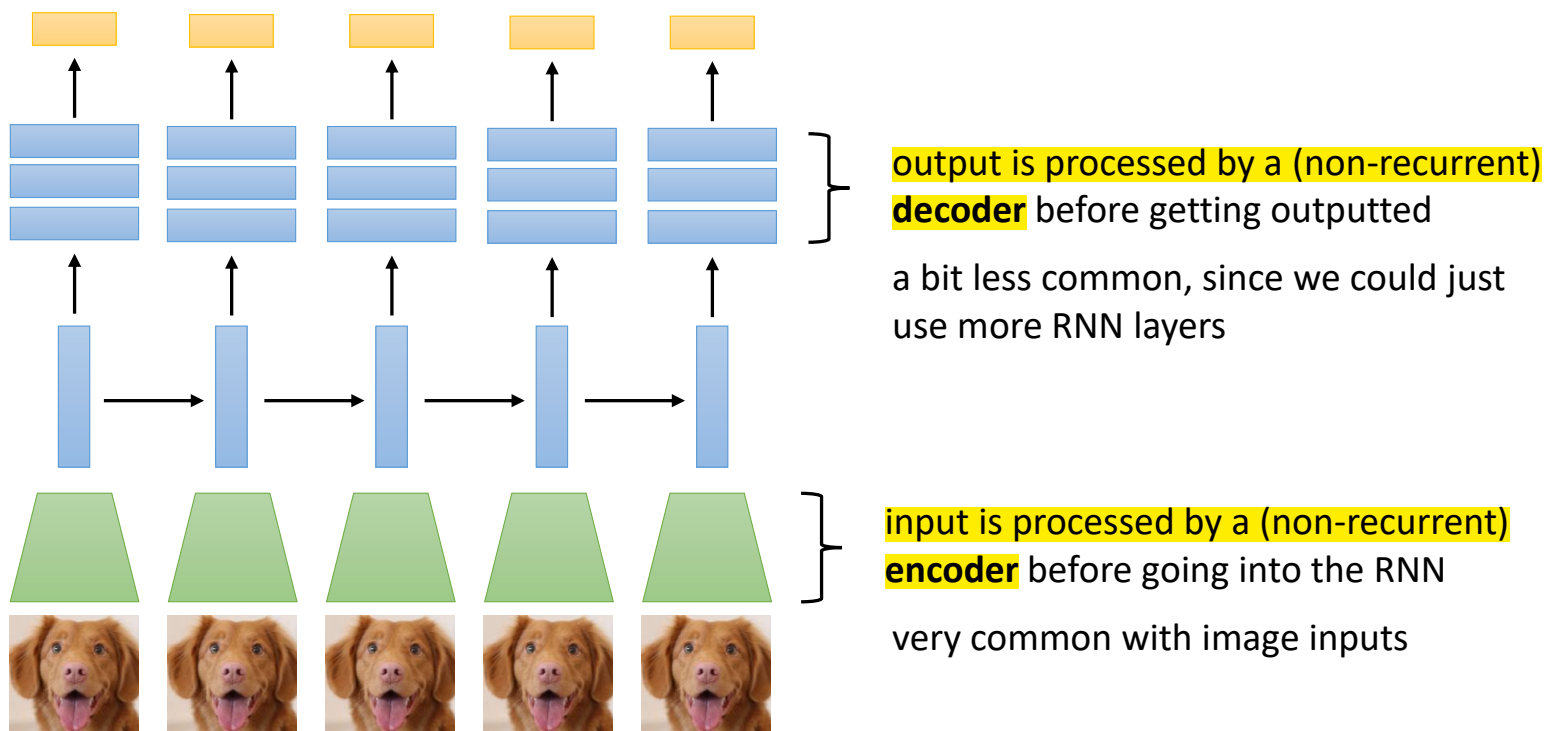 output is processed by a (non-recurrent)
decoder before getting outputted
a bit less common, since we could just
use more RNN layers
input is processed by a (non-recurrent)
encoder before going into the RNN
very common with image inputs